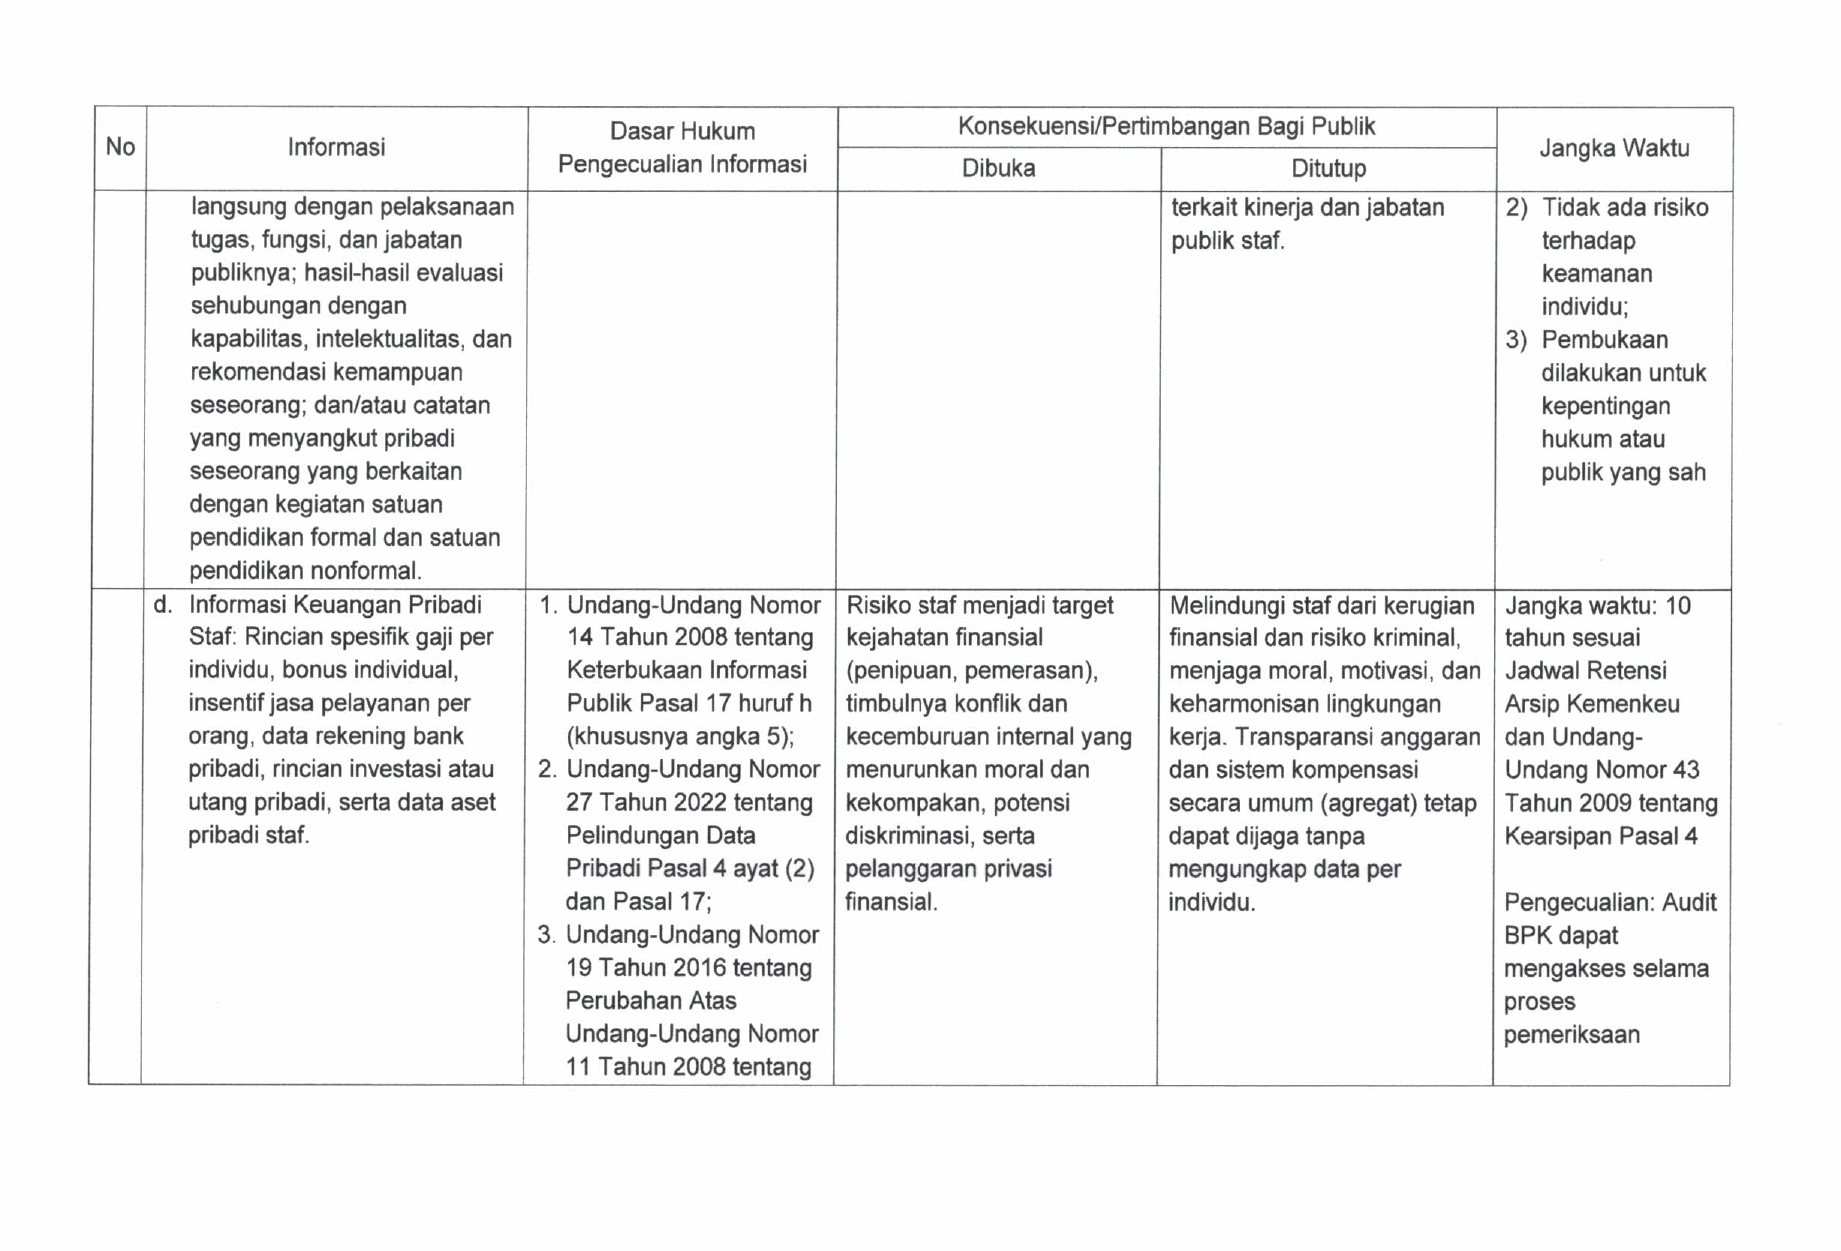 No
Informasi
Dasar Hukum
Pengecualian Informasi
Konsekuensi/Pertimbangan Bagi Publik
Dibuka
Ditutup
Jangka Waktu
langsung dengan pelaksanaan
tugas, fungsi, dan jabatan
publiknya; hasil-hasil evaluasi
sehubungan dengan
kapabilitas, intelektualitas, dan
rekomendasi kemampuan
seseorang; dan/atau catatan
yang menyangkut pribadi
seseorang yang berkaitan
dengan kegiatan satuan
pendidikan formal dan satuan
pendidikan nonformal.
terkait kinerja dan jabatan
publik staf.
2) Tidak ada risiko
terhadap
keamanan
individu;
3) Pembukaan
dilakukan untuk
kepentingan
hukum atau
publik yang sah
d. Informasi Keuangan Pribadi
Staf: Rincian spesifik gaji per
individu, bonus individual,
insentif jasa pelayanan per
orang, data rekening bank
pribadi, rincian investasi atau
utang pribadi, serta data aset
pribadi staf.
1. Undang-Undang Nomor
14 Tahun 2008 tentang
Keterbukaan Informasi
Publik Pasal 17 huruf h
(khususnya angka 5);
2. Undang-Undang Nomor
27 Tahun 2022 tentang
Pelindungan Data
Pribadi Pasal 4 ayat (2)
dan Pasal 17;
3. Undang-Undang Nomor
19 Tahun 2016 tentang
Perubahan Atas
Undang-Undang Nomor
11 Tahun 2008 tentang
Risiko staf menjadi target
kejahatan finansial
(penipuan, pemerasan),
timbulnya konflik dan
kecemburuan internal yang
menurunkan moral dan
kekompakan, potensi
diskriminasi, serta
pelanggaran privasi
finansial.
Melindungi staf dari kerugian
finansial dan risiko kriminal,
menjaga moral, motivasi, dan
keharmonisan lingkungan
kerja. Transparansi anggaran
dan sistem kompensasi
secara umum (agregat) tetap
dapat dijaga tanpa
mengungkap data per
individu.
Jangka waktu: 10
tahun sesuai
Jadwal Retensi
Arsip Kemenkeu
dan Undang-
Undang Nomor 43
Tahun 2009 tentang
Kearsipan Pasal 4
Pengecualian: Audit
BPK dapat
mengakses selama
proses
pemeriksaan